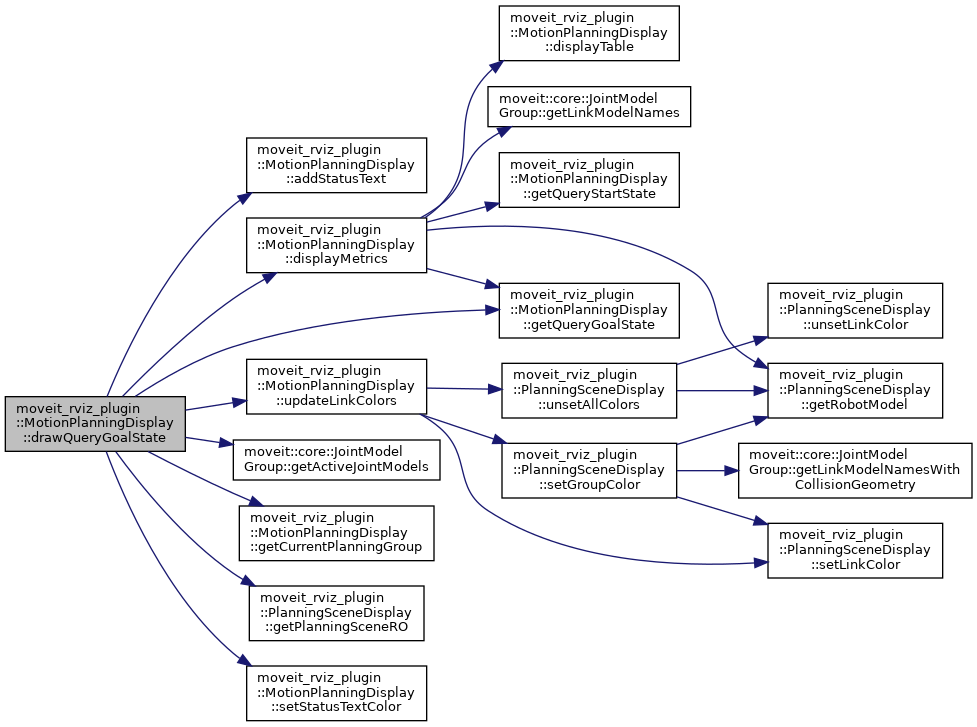 moveit_rviz_plugin
::MotionPlanningDisplay
::drawQueryGoalState
moveit_rviz_plugin
::MotionPlanningDisplay
::addStatusText
moveit_rviz_plugin
::MotionPlanningDisplay
::displayMetrics
moveit_rviz_plugin
::MotionPlanningDisplay
::updateLinkColors
moveit::core::JointModel
Group::getActiveJointModels
moveit_rviz_plugin
::MotionPlanningDisplay
::getCurrentPlanningGroup
moveit_rviz_plugin
::PlanningSceneDisplay
::getPlanningSceneRO
moveit_rviz_plugin
::MotionPlanningDisplay
::setStatusTextColor
moveit_rviz_plugin
::MotionPlanningDisplay
::displayTable
moveit::core::JointModel
Group::getLinkModelNames
moveit_rviz_plugin
::MotionPlanningDisplay
::getQueryStartState
moveit_rviz_plugin
::MotionPlanningDisplay
::getQueryGoalState
moveit_rviz_plugin
::PlanningSceneDisplay
::unsetAllColors
moveit_rviz_plugin
::PlanningSceneDisplay
::setGroupColor
moveit_rviz_plugin
::PlanningSceneDisplay
::unsetLinkColor
moveit_rviz_plugin
::PlanningSceneDisplay
::getRobotModel
moveit::core::JointModel
Group::getLinkModelNamesWith
CollisionGeometry
moveit_rviz_plugin
::PlanningSceneDisplay
::setLinkColor